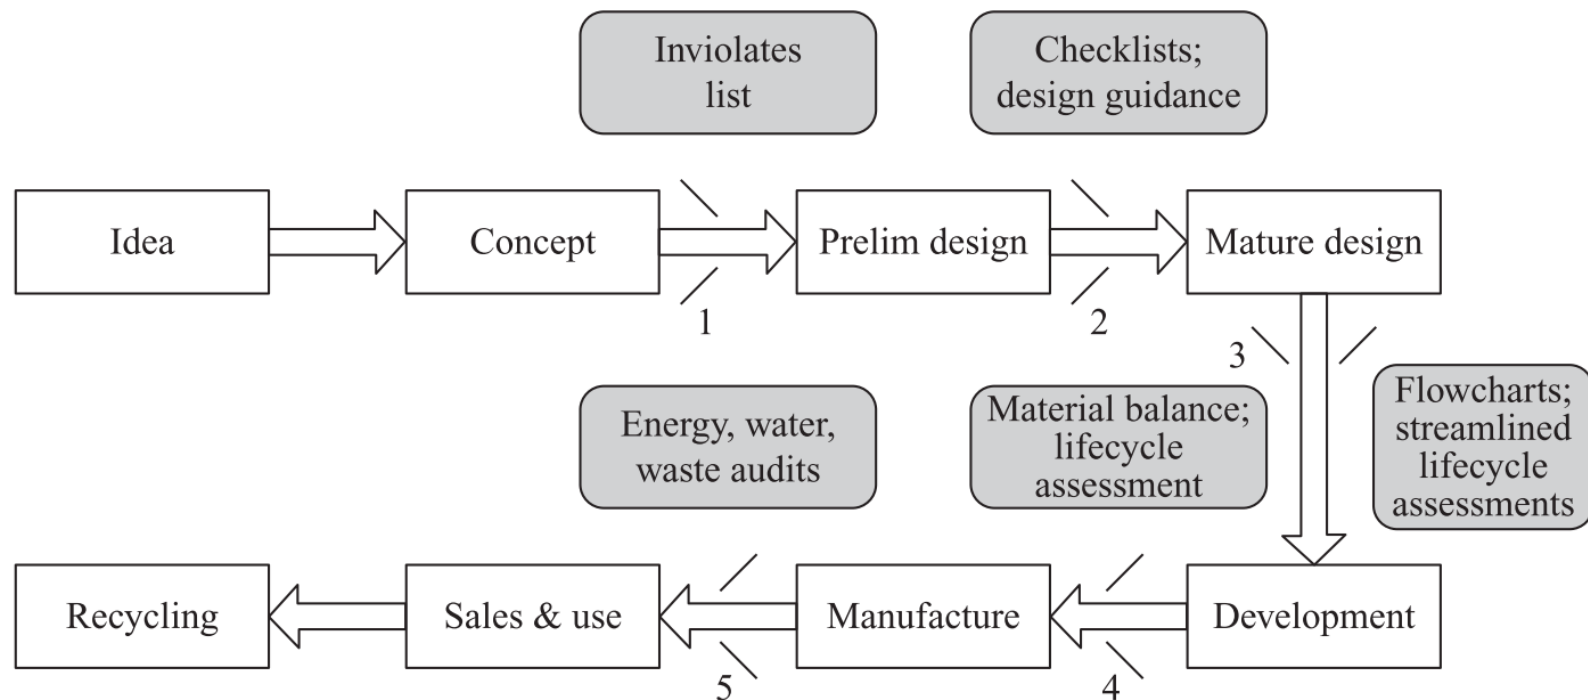 Inviolates
list
Checklists;
design guidance
Idea
Concept
Prelim design
Mature design
1
2
3
Energy, water,
waste audits
Material balance;
lifecycle
assessment
Flowcharts;
streamlined
lifecycle
assessments
Recycling
Sales & use
Manufacture
Development
5
4